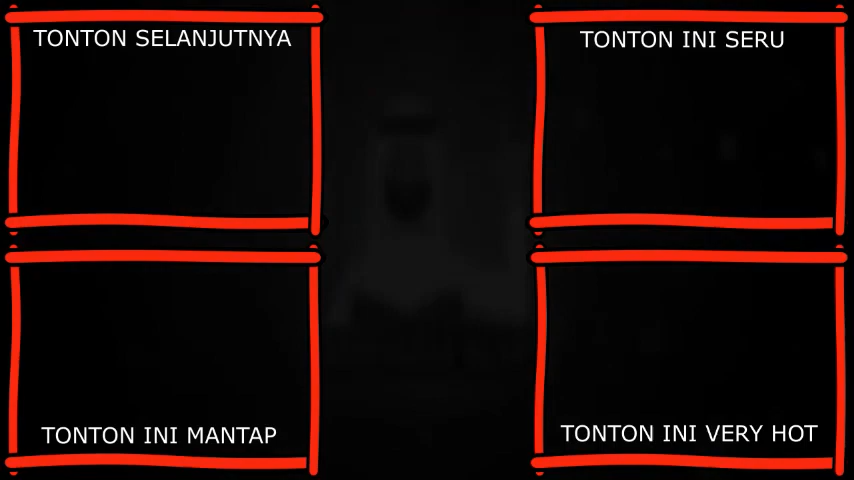 TONTON SELANJUTNYA
TONTON INI SERU
TONTON INI MANTAP
TONTON INI VERY HOT